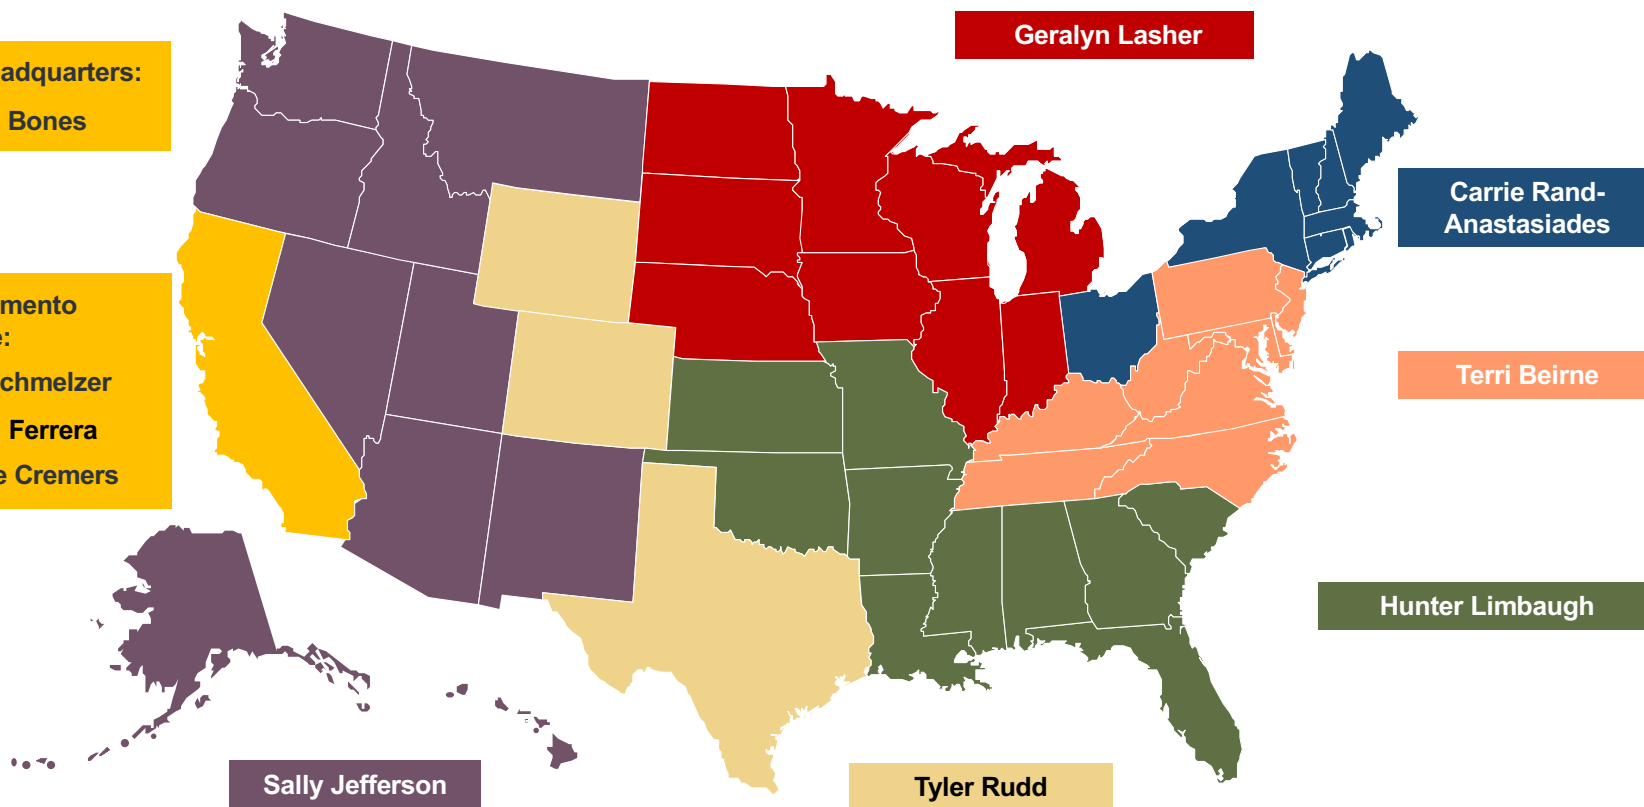 Geralyn Lasher
adquarters:
Bones
Carrie Rand-
Anastasiades
mento
e:
chmelzer
Ferrera
e Cremers
Terri Beirne
Hunter Limbaugh
Sally Jefferson
Tyler Rudd